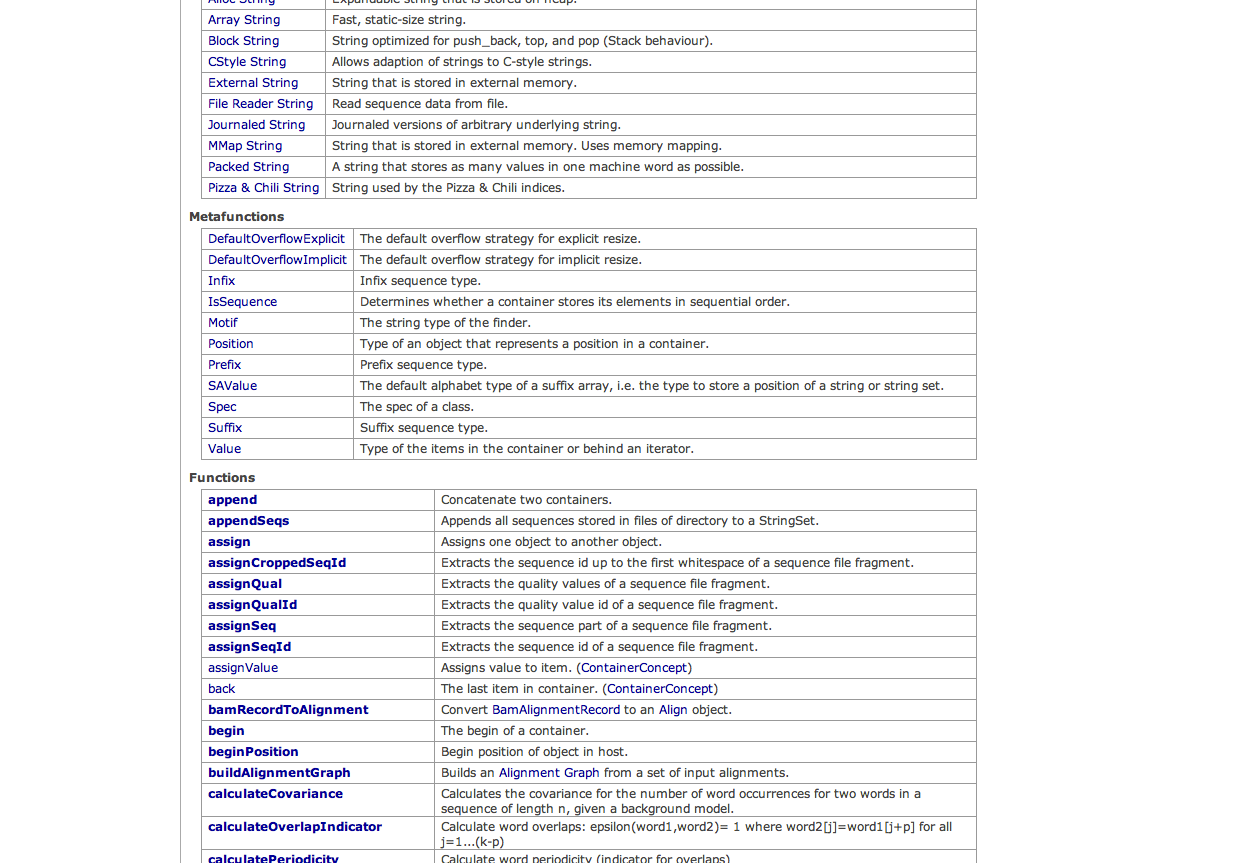 Alloc String Expandable string that is stored on heap.
Array String Fast, static-size string.
Block String String optimized for push_back, top, and pop (Stack behaviour).
CStyle String Allows adaption of strings to C-style strings.
External String String that is stored in external memory.
File Reader String Read sequence data from file.
Journaled String Journaled versions of arbitrary underlying string.
MMap String String that is stored in external memory. Uses memory mapping.
Packed String A string that stores as many values in one machine word as possible.
Pizza & Chili String String used by the Pizza & Chili indices.
Metafunctions
DefaultOverflowExplicit The default overflow strategy for explicit resize.
DefaultOverflowImplicit The default overflow strategy for implicit resize.
Infix Infix sequence type.
IsSequence Determines whether a container stores its elements in sequential order.
Motif The string type of the finder.
Position Type of an object that represents a position in a container.
Prefix Prefix sequence type.
SAValue The default alphabet type of a suffix array, i.e. the type to store a position of a string or string set.
Spec The spec of a class.
Suffix Suffix sequence type.
Value Type of the items in the container or behind an iterator.
Functions
append Concatenate two containers.
appendSeqs Appends all sequences stored in files of directory to a StringSet.
assign Assigns one object to another object.
assignCroppedSeqId Extracts the sequence id up to the first whitespace of a sequence file fragment.
assignQual Extracts the quality values of a sequence file fragment.
assignQualId Extracts the quality value id of a sequence file fragment.
assignSeq Extracts the sequence part of a sequence file fragment.
assignSeqId Extracts the sequence id of a sequence file fragment.
assignValue Assigns value to item. (ContainerConcept)
back The last item in container. (ContainerConcept)
bamRecordToAlignment Convert BamAlignmentRecord to an Align object.
begin The begin of a container.
beginPosition Begin position of object in host.
buildAlignmentGraph Builds an Alignment Graph from a set of input alignments.
calculateCovariance Calculates the covariance for the number of word occurrences for two words in a
sequence of length n, given a background model.
calculateOverlapIndicator Calculate word overlaps: epsilon(word1,word2)= 1 where word2[j]=word1[j+p] for all
j=1...(k-p)
calculatePeriodicity Calculate word periodicity (indicator for overlaps)